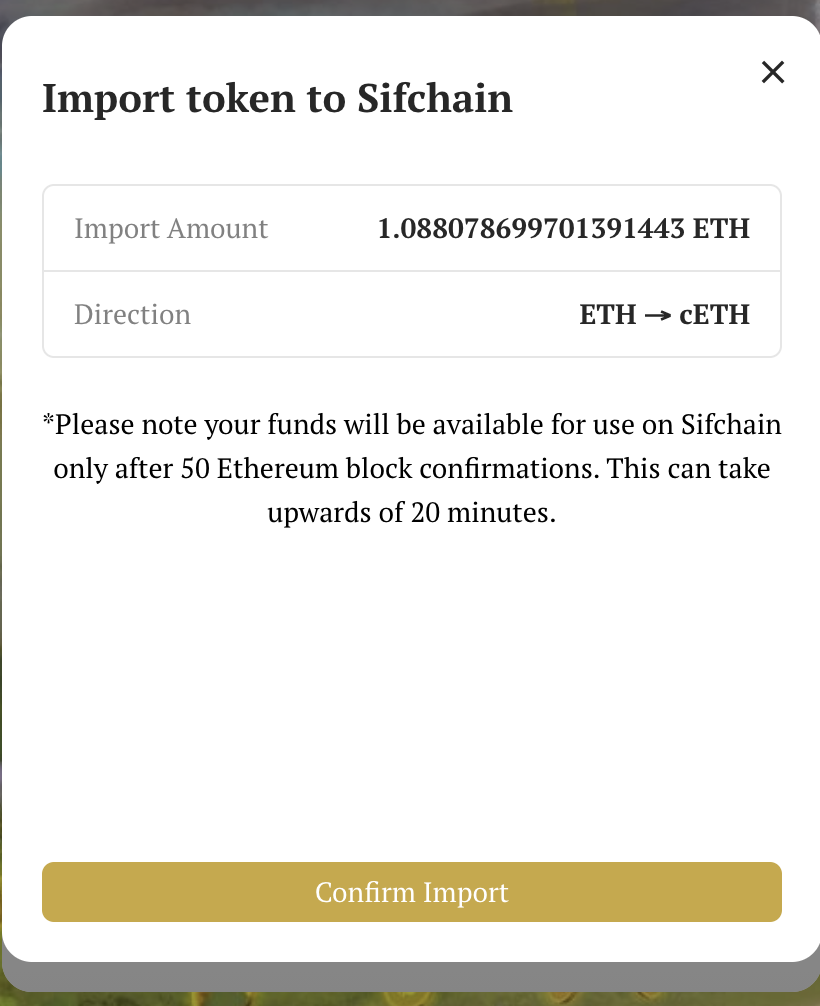 Import token to Sifchain
Import Amount 1.088078699701391443 ETH
Direction ETH → cETH
*Please note your funds will be available for use on Sifchain
only after 50 Ethereum block confirmations. This can take
upwards of 20 minutes.
Confirm Import